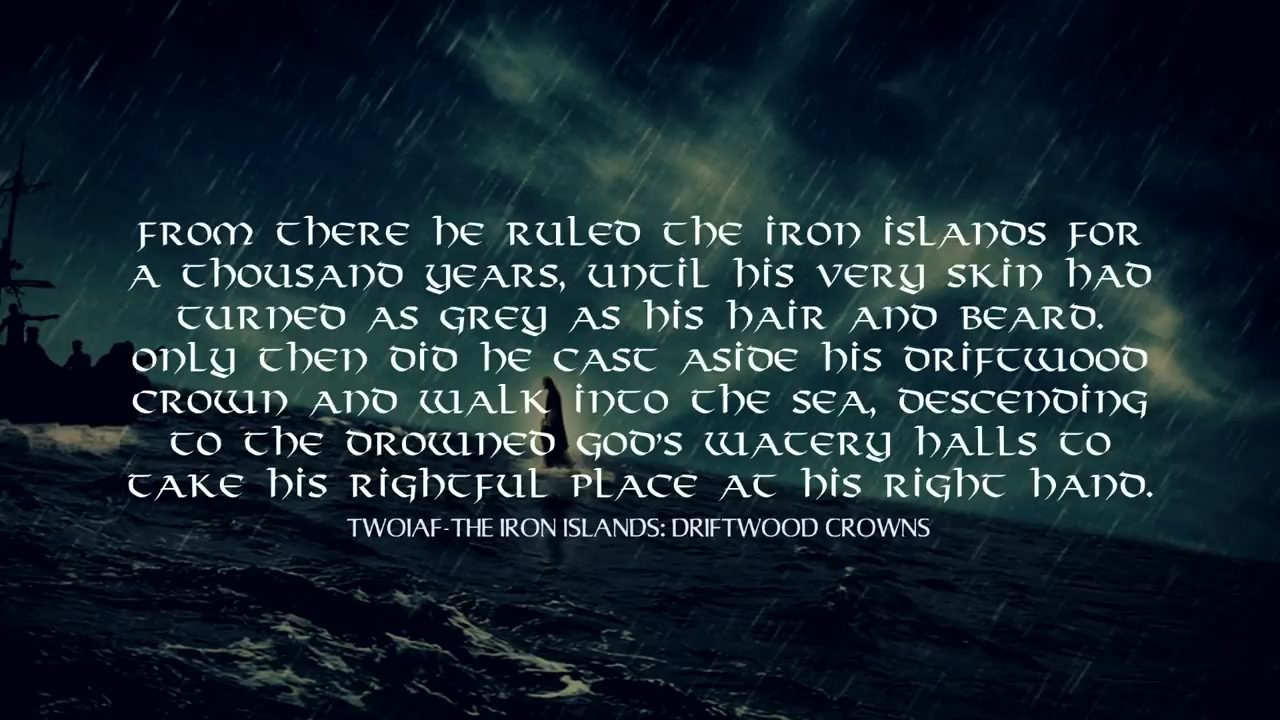 FROM THERE HE RULED THE IRON ISLANDS FOR
A THOUSAND YEARS, UNTIL HIS VERY SKIN HAD
TURNED AS GREY AS HIS HAIR AND BEARD.
ONLY THEN DID HE CAST ASIDE HIS DRIFTWOOD
CROWN AND WALK INTO THE SEA, DESCENDING
TO THE DROWNED GOD'S WATERY HALLS TO
TAKE HIS RIGHTFUL PLACE AT HIS RIGHT HAND.
TWOIAF-THE IRON ISLANDS: DRIFTWOOD CROWNS